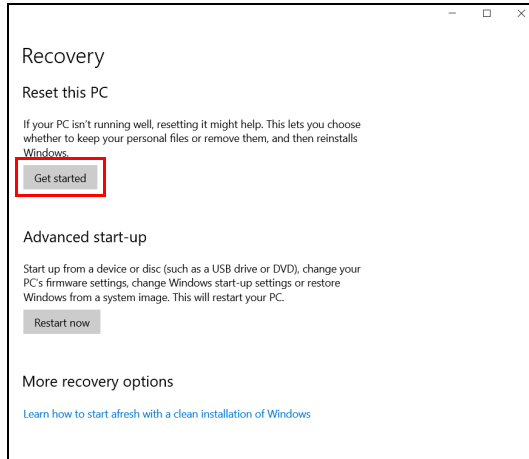 Recovery
Reset this PC
If your PC isn't running well, resetting it might help. This lets you choose
whether to keep your personal files or remove them, and then reinstalls
Windows.
Get started
Advanced start-up
Start up from a device or disc (such as a USB drive or DVD), change your
PC's firmware settings, change Windows start-up settings or restore
Windows from a system image. This will restart your PC.
Restart now
More recovery options
Learn how to start afresh with a clean installation of Windows